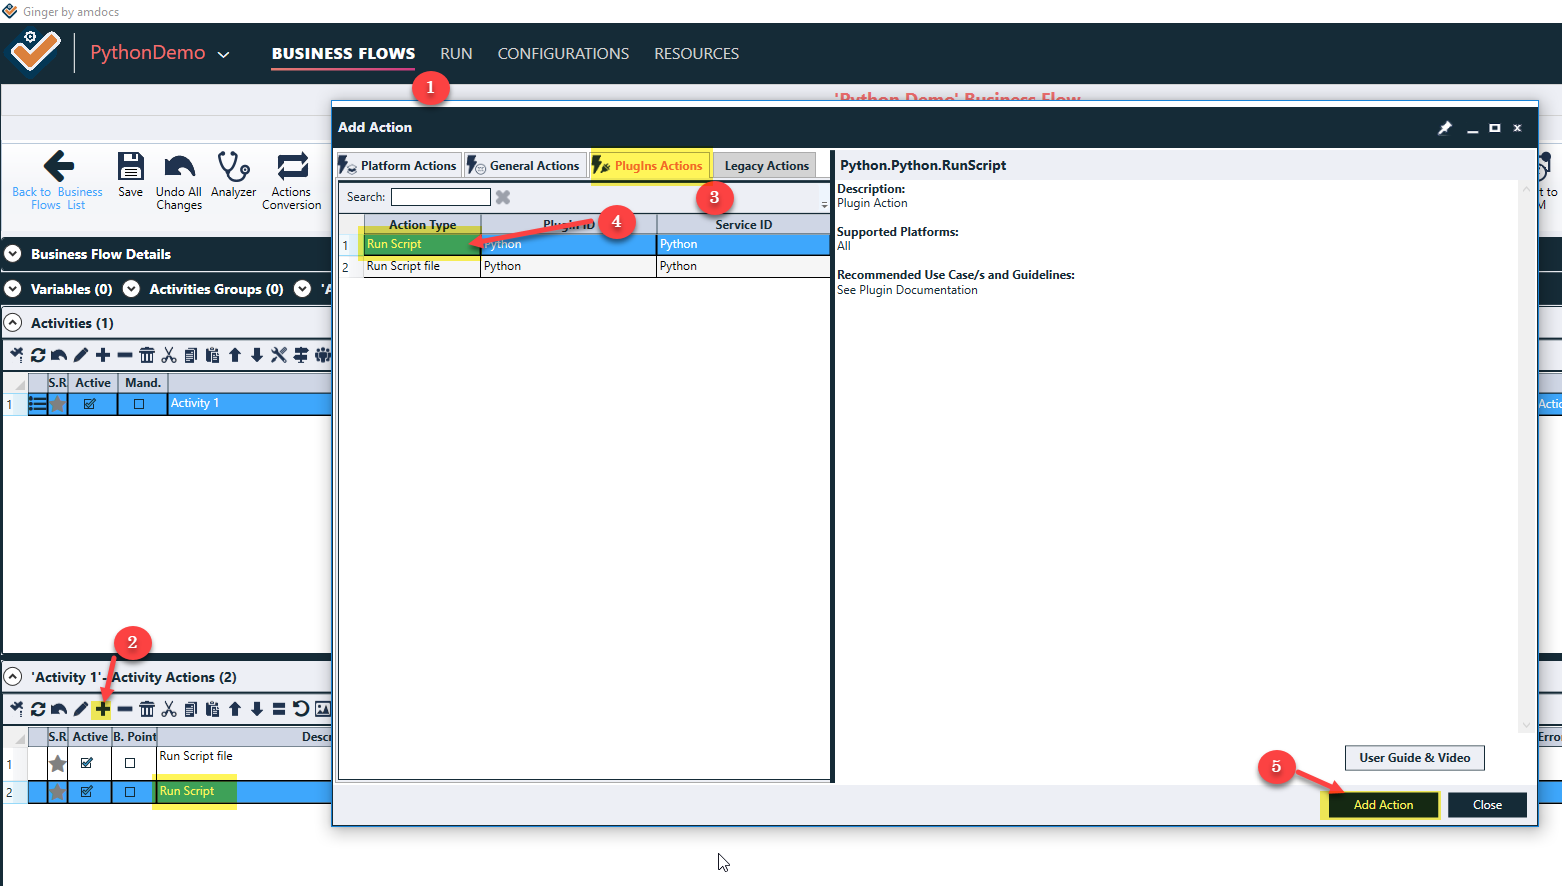 Ginger by amdocs
PythonDemo
BUSINESS FLOWS
RUN
CONFIGURATIONS
RESOURCES
1
'Python Demo' Business Flow
Add Action
Back to Business
Flows List
Save
Undo All
Changes
Analyzer
Actions
Conversion
Platform Actions
General Actions
PlugIns Actions
Legacy Actions
Search:
3
4
Action Type
Plugin ID
Service ID
1
Run Script
Python
Python
2
Run Script file
Python
Python
Python.Python.RunScript
Description:
Plugin Action
Supported Platforms:
All
Recommended Use Case/s and Guidelines:
See Plugin Documentation
to
M
Business Flow Details
Variables (0)
Activities Groups (0)
Activities (1)
S.R
Active
Mand.
1
Activity 1
Actio
2
'Activity 1'- Activity Actions (2)
S.R
Active
B. Point
Descr
Erro
1
Run Script file
2
Run Script
User Guide & Video
5
Add Action
Close